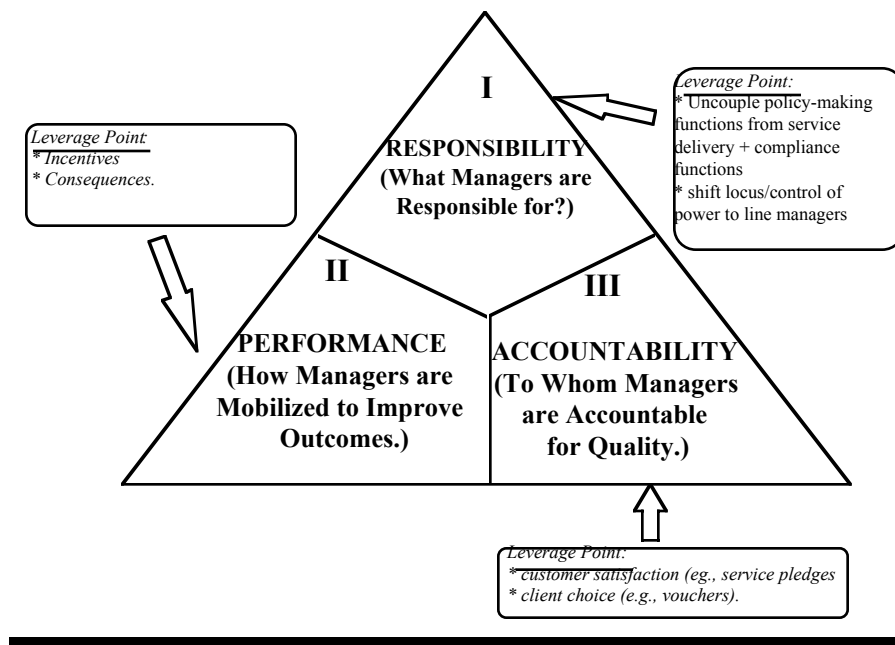 I
RESPONSIBILITY
(What Managers are
Responsible for?)
Leverage Point:
* Uncouple policy-making
functions from service
delivery + compliance
functions
* shift locus/control of
power to line managers
Leverage Point:
* Incentives
* Consequences.
II
PERFORMANCE
(How Managers are
Mobilized to Improve
Outcomes.)
III
ACCOUNTABILITY
(To Whom Managers
are Accountable
for Quality.)
Leverage Point:
* customer satisfaction (eg., service pledges
* client choice (e.g., vouchers).